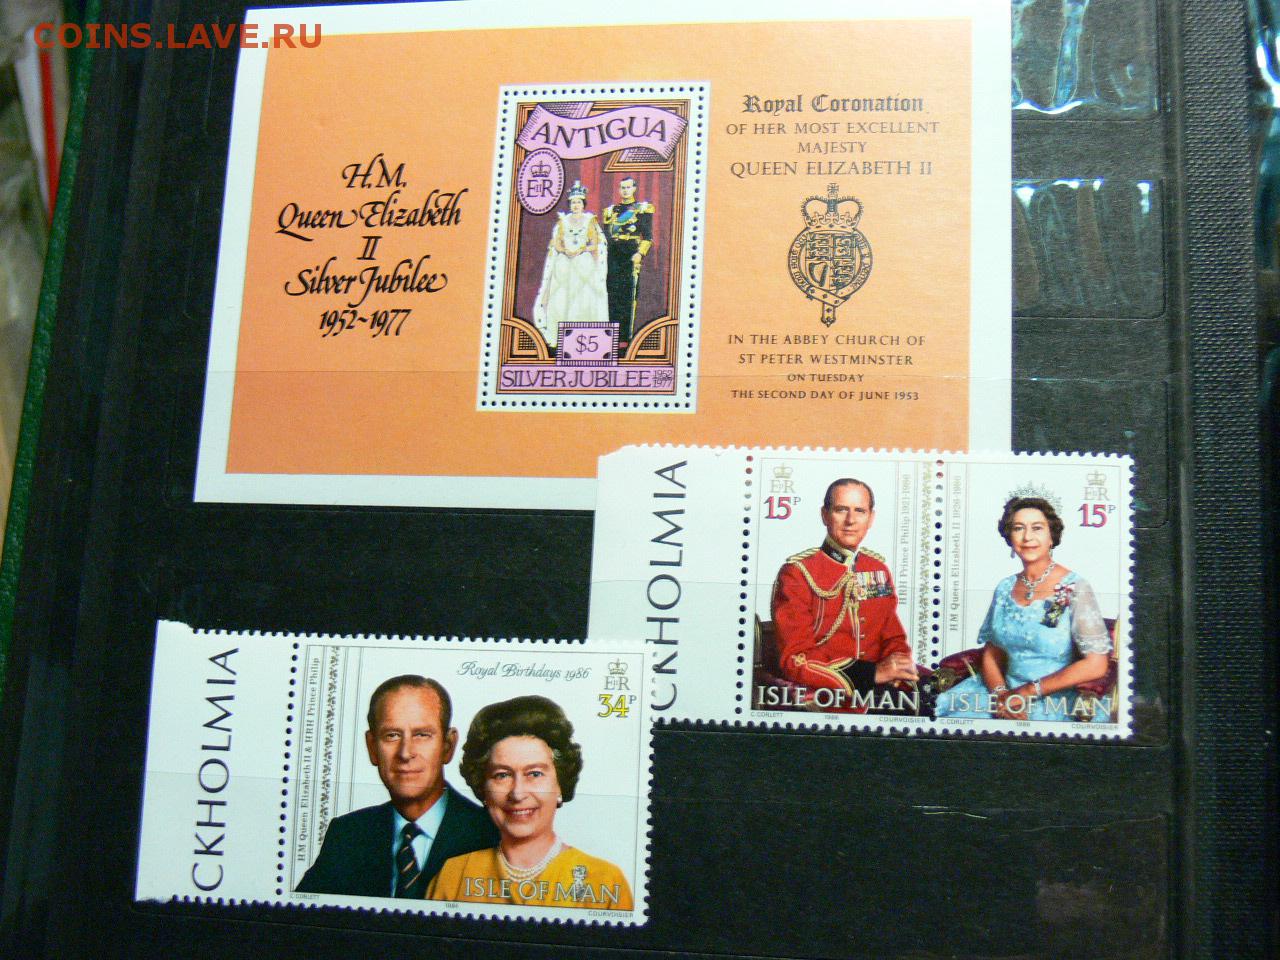 COINS.LAVE.RU
H.M.
Queen Elizabeth
II
Silver Jubilee
1952~1977
ANTIGUA
EIIR
$5
SILVER JUBILEE 1952 1977
Royal Coronation
OF HER MOST EXCELLENT
MAJESTY
QUEEN ELIZABETH II
IN THE ABBEY CHURCH OF
ST PETER WESTMINSTER
ON TUESDAY
THE SECOND DAY OF JUNE 1953
CKHOLMIA
EIIR
15P
HRH Prince Philip 1921-1986
ISLE OF MAN
C. CORLETT 1986 COURVOISIER
HM Queen Elizabeth II 1926-1986
EIIR
15P
ISLE OF MAN
C. CORLETT 1986 COURVOISIER
CKHOLMIA
HM Queen Elizabeth II & HRH Prince Philip
Royal Birthdays 1986
EIIR
34P
ISLE OF MAN
C. CORLETT 1986 COURVOISIER